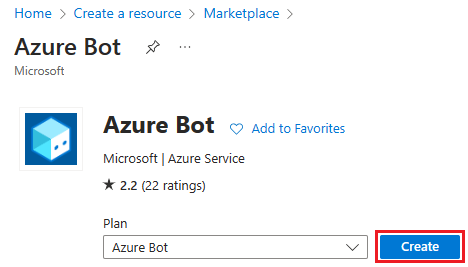 Home > Create a resource > Marketplace >
Azure Bot
Microsoft
Azure Bot
Add to Favorites
Microsoft | Azure Service
★ 2.2 (22 ratings)
Plan
Azure Bot
Create